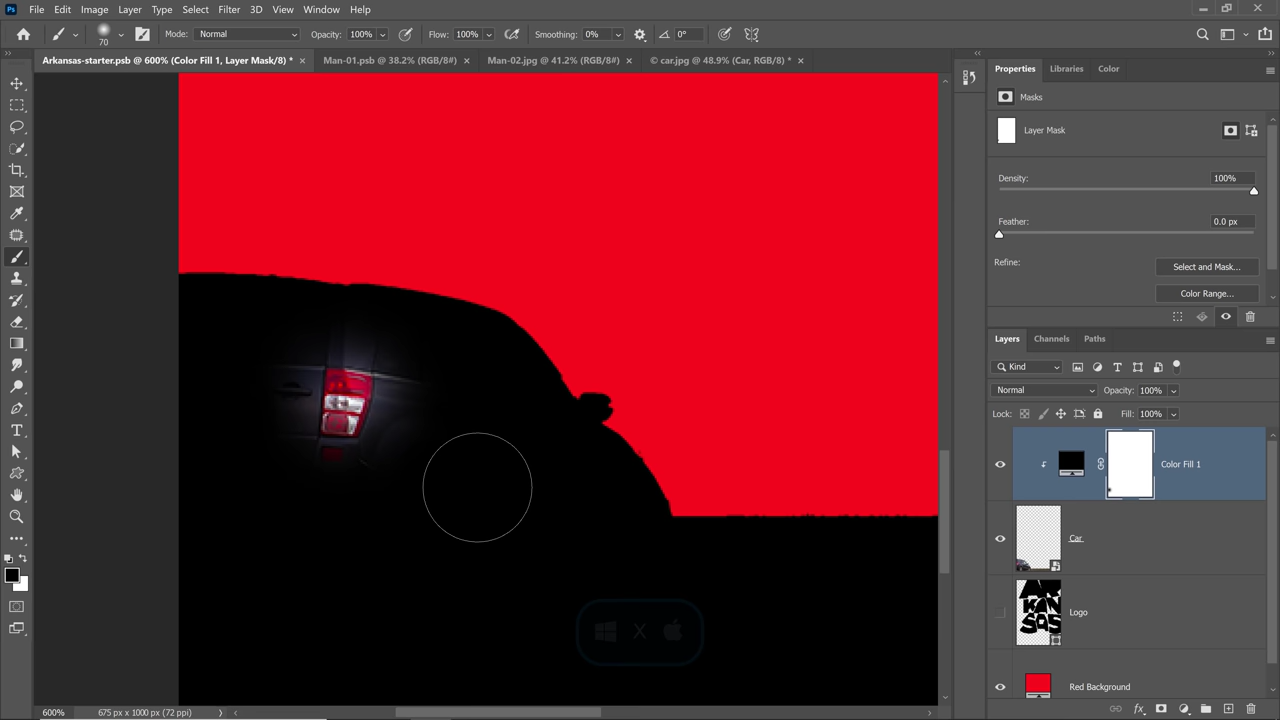 Ps File Edit Image Layer Type Select Filter 3D View Window Help
70 Mode: Normal Opacity: 100% Flow: 100% Smoothing: 0% 0°
Arkansas-starter.psb @ 600% (Color Fill 1, Layer Mask/8) * × Man-01.psb @ 38.2% (RGB/8#) × Man-02.jpg @ 41.2% (RGB/8#) × © car.jpg @ 48.9% (Car, RGB/8) * ×
Properties Libraries Color
Masks
Layer Mask
Density: 100%
Feather: 0.0 px
Refine: Select and Mask...
Color Range...
Layers Channels Paths
Kind
Normal Opacity: 100%
Lock: Fill: 100%
Color Fill 1
Car
AR
KAN
SAS
Logo
Red Background
X
600% 675 px x 1000 px (72 ppi)